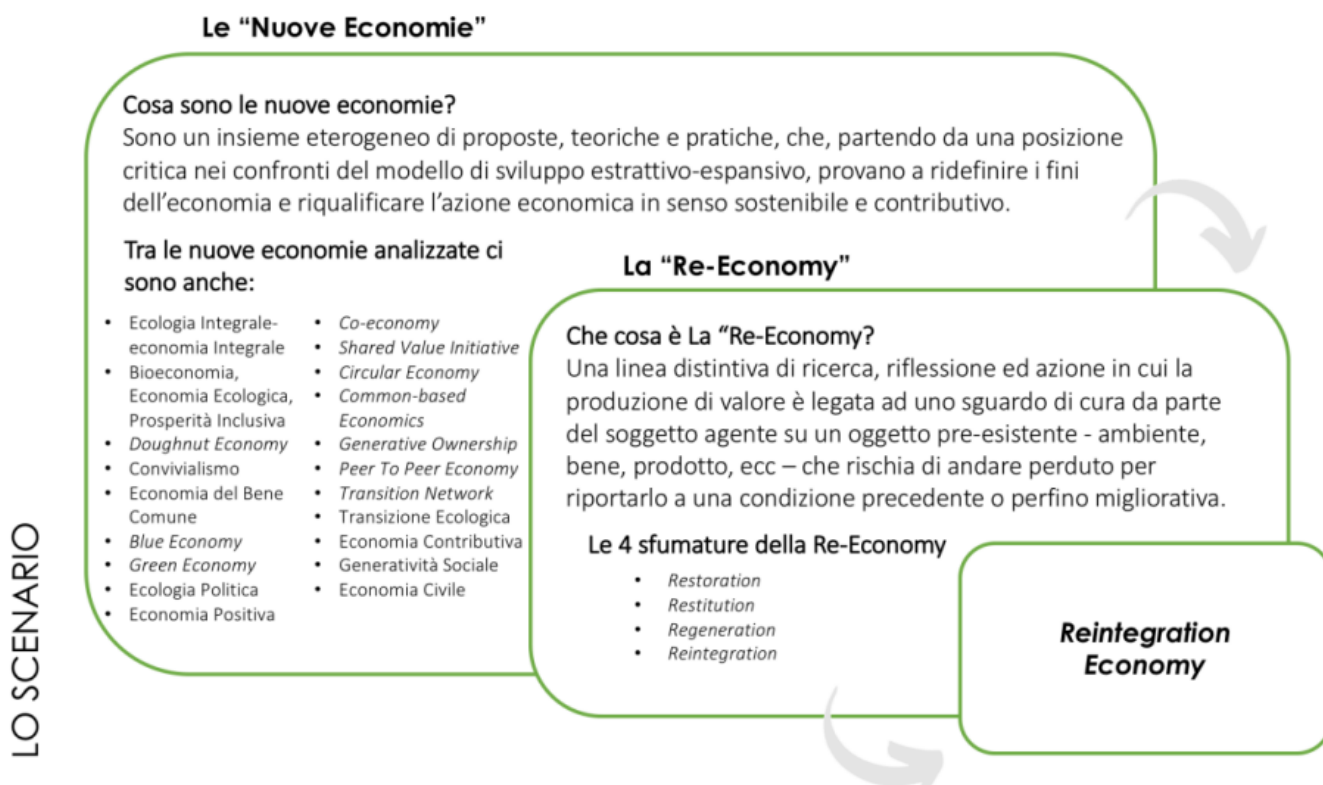 Le “Nuove Economie”
Cosa sono le nuove economie?
Sono un insieme eterogeneo di proposte, teoriche e pratiche, che, partendo da una posizione
critica nei confronti del modello di sviluppo estrattivo-espansivo, provano a ridefinire i fini
dell’economia e riqualificare l’azione economica in senso sostenibile e contributivo.
Tra le nuove economie analizzate ci
sono anche:
• Ecologia Integrale-
economia Integrale
• Bioeconomia,
Economia Ecologica,
Prosperità Inclusiva
• Doughnut Economy
• Convivialismo
• Economia del Bene
Comune
• Blue Economy
• Green Economy
• Ecologia Politica
• Economia Positiva
• Co-economy
• Shared Value Initiative
• Circular Economy
• Common-based
Economics
• Generative Ownership
• Peer To Peer Economy
• Transition Network
• Transizione Ecologica
• Economia Contributiva
• Generatività Sociale
• Economia Civile
La “Re-Economy”
Che cosa è La “Re-Economy?
Una linea distintiva di ricerca, riflessione ed azione in cui la
produzione di valore è legata ad uno sguardo di cura da parte
del soggetto agente su un oggetto pre-esistente - ambiente,
bene, prodotto, ecc – che rischia di andare perduto per
riportarlo a una condizione precedente o perfino migliorativa.
Le 4 sfumature della Re-Economy
• Restoration
• Restitution
• Regeneration
• Reintegration
Reintegration
Economy
LO SCENARIO